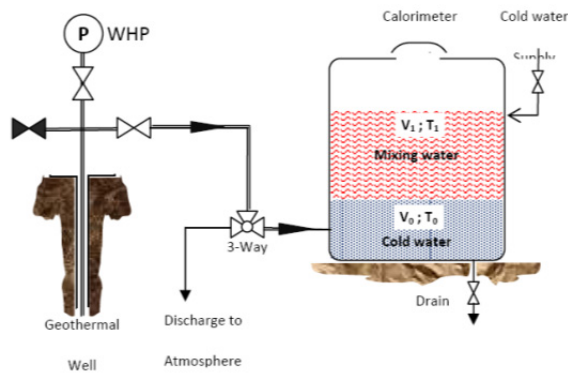 Calorimeter
Cold water
Supply
P
WHP
V₁ ; T₁
Mixing water
V₀ ; T₀
Cold water
3-Way
Drain
Geothermal
Well
Discharge to
Atmosphere